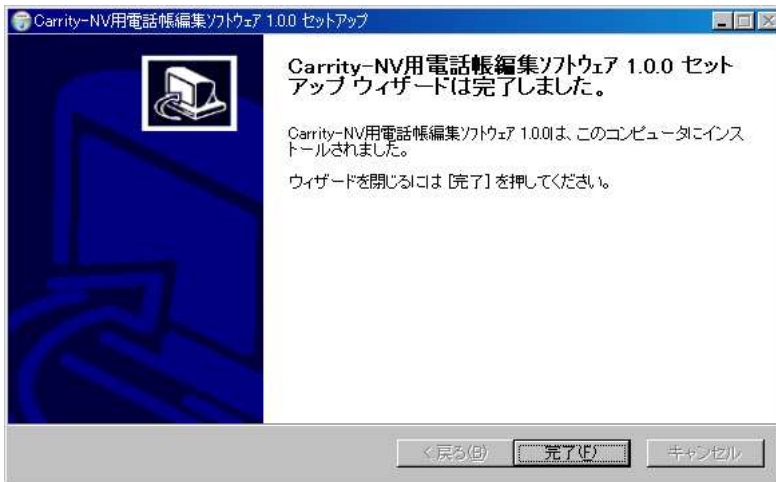 Carrity-NV用電話帳編集ソフトウェア 1.0.0 セットアップ
Carrity-NV用電話帳編集ソフトウェア 1.0.0 セット
アップ ウィザードは完了しました。
Carrity-NV用電話帳編集ソフトウェア 1.0.0は、このコンピュータにインス
トールされました。
ウィザードを閉じるには [完了] を押してください。
< 戻る(B)
完了(F)
キャンセル